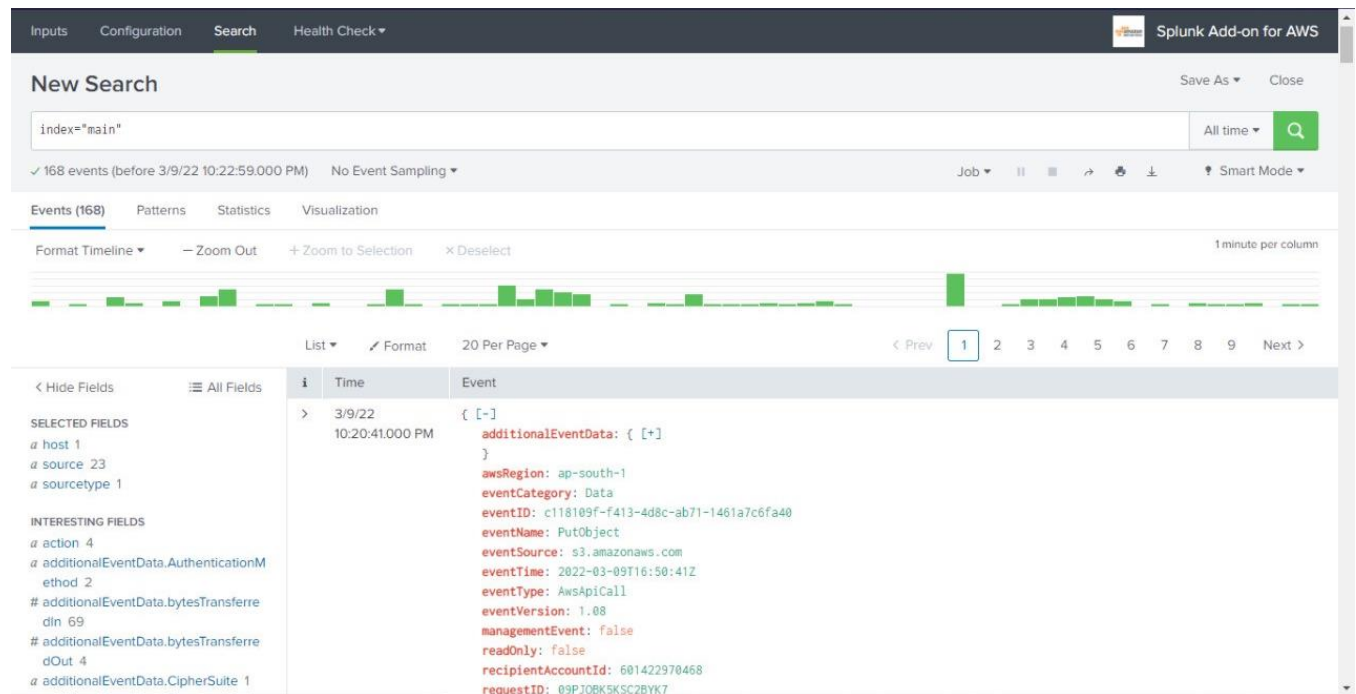 Inputs Configuration Search Health Check
Splunk Add-on for AWS
New Search
Save As Close
index="main"
All time
168 events (before 3/9/22 10:22:59.000 PM) No Event Sampling
Job Smart Mode
Events (168) Patterns Statistics Visualization
Format Timeline — Zoom Out + Zoom to Selection × Deselect
1 minute per column
List Format 20 Per Page
< Prev 1 2 3 4 5 6 7 8 9 Next >
< Hide Fields All Fields
i Time Event
SELECTED FIELDS
a host 1
a source 23
a sourcetype 1
INTERESTING FIELDS
a action 4
a additionalEventData.AuthenticationM
ethod 2
# additionalEventData.bytesTransferre
dIn 69
# additionalEventData.bytesTransferre
dOut 4
a additionalEventData.CipherSuite 1
> 3/9/22
10:20:41.000 PM
{ [-]
additionalEventData: { [+]
}
awsRegion: ap-south-1
eventCategory: Data
eventID: c118109f-f413-4d8c-ab71-1461a7c6fa40
eventName: PutObject
eventSource: s3.amazonaws.com
eventTime: 2022-03-09T16:50:41Z
eventType: AwsApiCall
eventVersion: 1.08
managementEvent: false
readOnly: false
recipientAccountId: 601422970468
requestID: 09PJOBK5KSC2BYK7